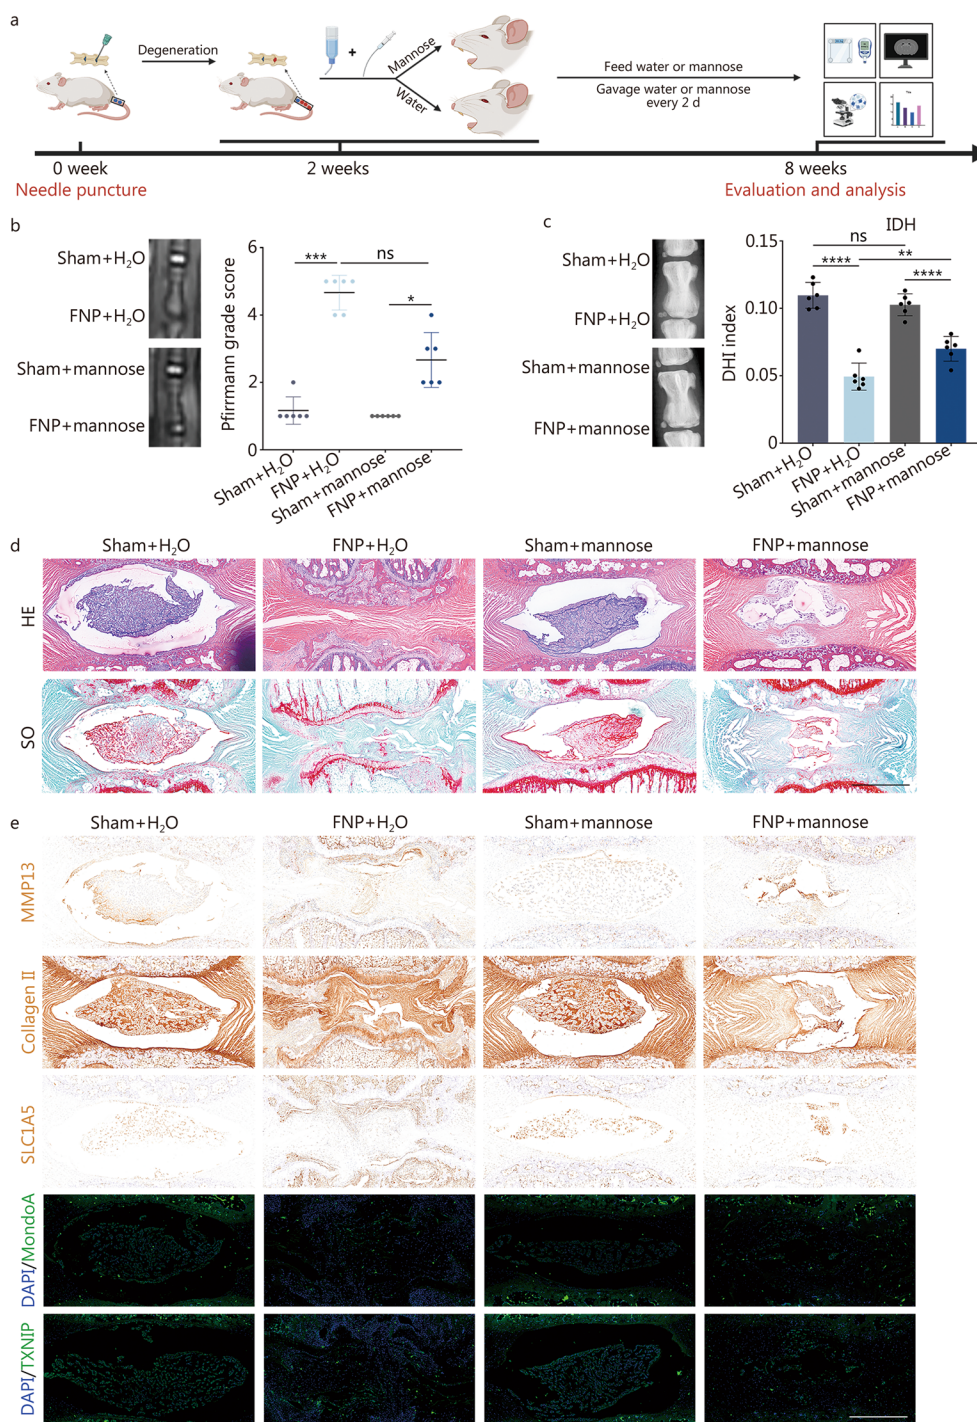 a
Degeneration
+
Mannose
Water
Feed water or mannose
Gavage water or mannose
every 2 d
0 week
2 weeks
8 weeks
Needle puncture
Evaluation and analysis
b
Sham+H₂O
FNP+H₂O
Sham+mannose
FNP+mannose
Pfirrmann grade score
6
4
2
0
***
ns
*
Sham+H₂O
FNP+H₂O
Sham+mannose
FNP+mannose
c
Sham+H₂O
FNP+H₂O
Sham+mannose
FNP+mannose
IDH
DHI index
0.15
0.10
0.05
0
ns
****
**
****
Sham+H₂O
FNP+H₂O
Sham+mannose
FNP+mannose
d
Sham+H₂O
FNP+H₂O
Sham+mannose
FNP+mannose
HE
SO
e
Sham+H₂O
FNP+H₂O
Sham+mannose
FNP+mannose
MMP13
Collagen II
SLC1A5
DAPI/MondoA
DAPI/TXNIP